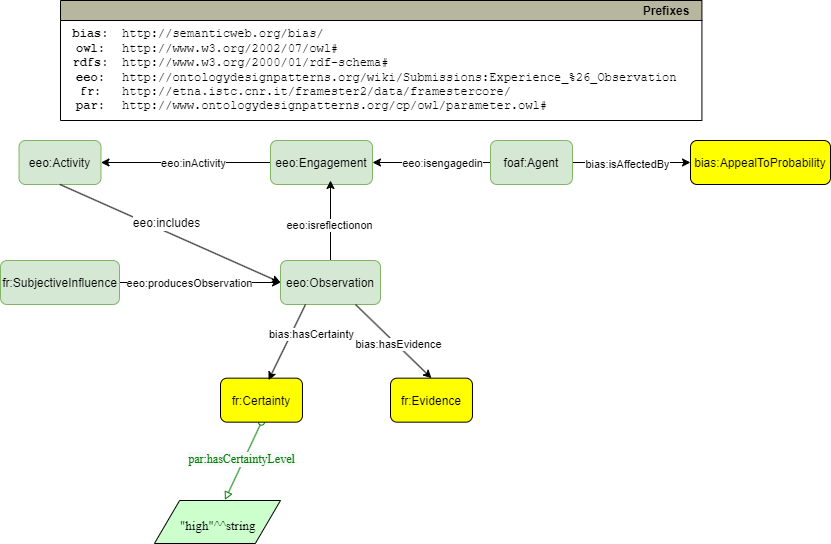 Prefixes
bias: http://semanticweb.org/bias/
owl: http://www.w3.org/2002/07/owl#
rdfs: http://www.w3.org/2000/01/rdf-schema#
eeo: http://ontologydesignpatterns.org/wiki/Submissions:Experience_%26_Observation
fr: http://etna.istc.cnr.it/framester2/data/framestercore/
par: http://www.ontologydesignpatterns.org/cp/owl/parameter.owl#
eeo:Activity
eeo:inActivity
eeo:Engagement
eeo:isengagedin
foaf:Agent
bias:isAffectedBy
bias:AppealToProbability
eeo:includes
eeo:isreflectionon
fr:SubjectiveInfluence
eeo:producesObservation
eeo:Observation
bias:hasCertainty
bias:hasEvidence
fr:Certainty
fr:Evidence
par:hasCertaintyLevel
"high"^^string